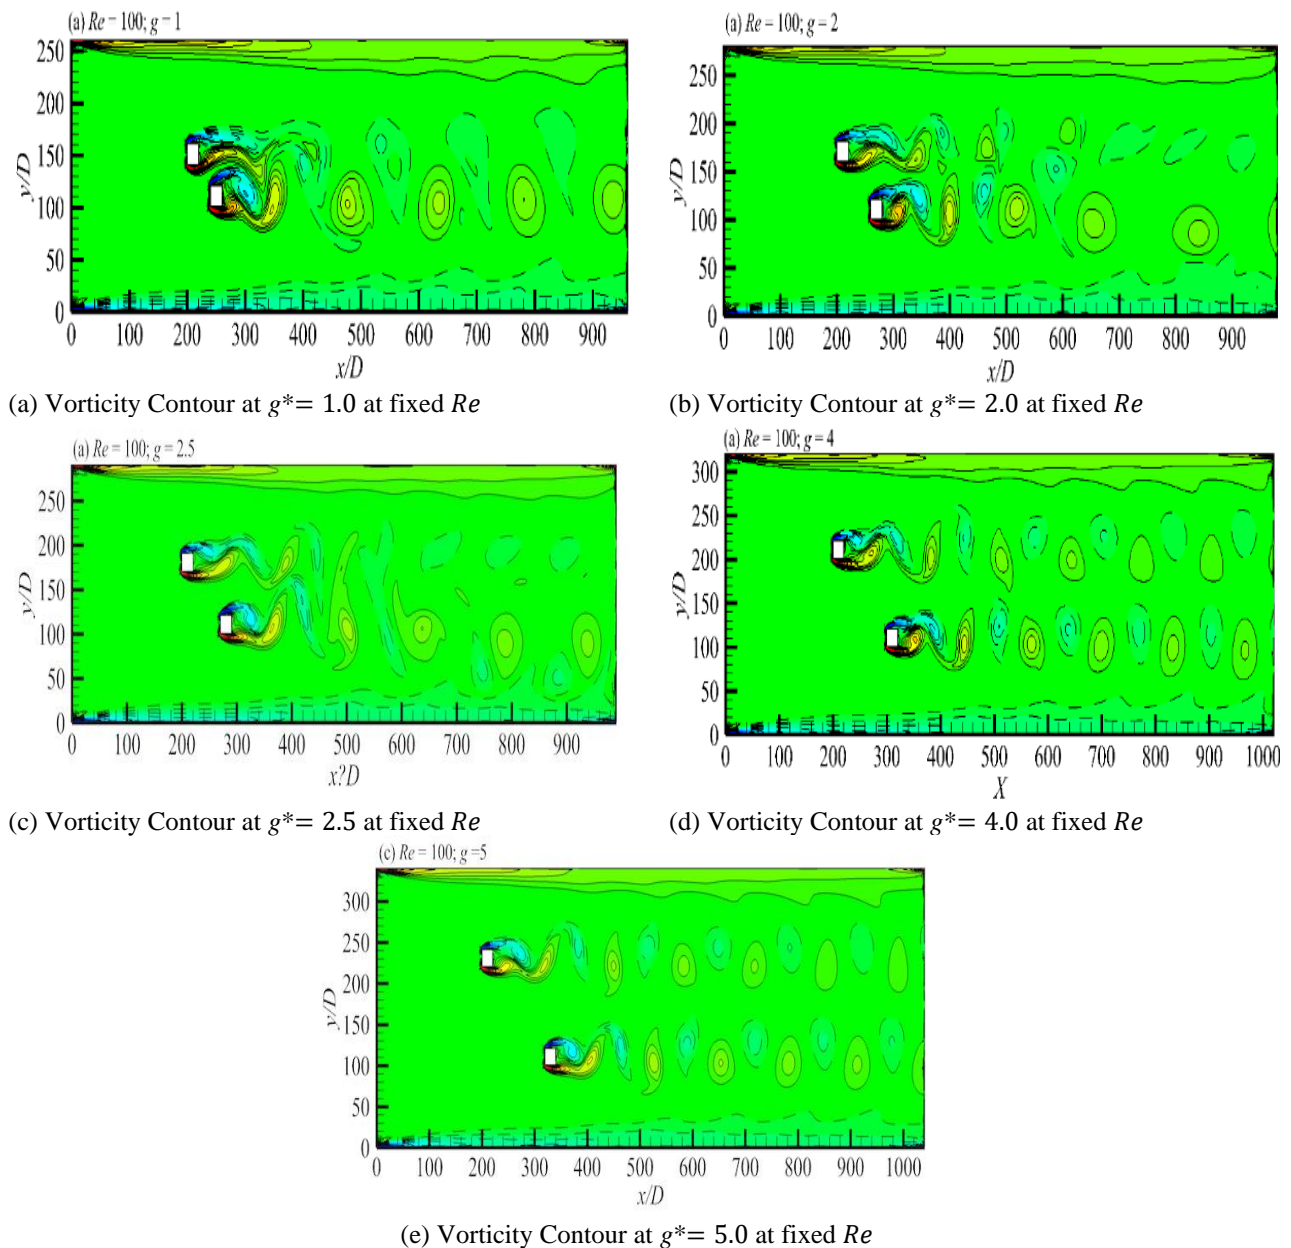 (a) Re = 100; g = 1
(a) Re = 100; g = 2
250
200
150
100
50
0
y/D
0 100 200 300 400 500 600 700 800 900
x/D
250
200
150
100
50
0
y/D
0 100 200 300 400 500 600 700 800 900
x/D
(a) Vorticity Contour at g*= 1.0 at fixed Re
(b) Vorticity Contour at g*= 2.0 at fixed Re
(a) Re = 100; g = 2.5
(a) Re = 100; g = 4
250
200
150
100
50
0
y/D
0 100 200 300 400 500 600 700 800 900
x?D
300
250
200
150
100
50
0
y/D
0 100 200 300 400 500 600 700 800 900 1000
X
(c) Vorticity Contour at g*= 2.5 at fixed Re
(d) Vorticity Contour at g*= 4.0 at fixed Re
(c) Re = 100; g =5
300
250
200
150
100
50
0
y/D
0 100 200 300 400 500 600 700 800 900 1000
x/D
(e) Vorticity Contour at g*= 5.0 at fixed Re